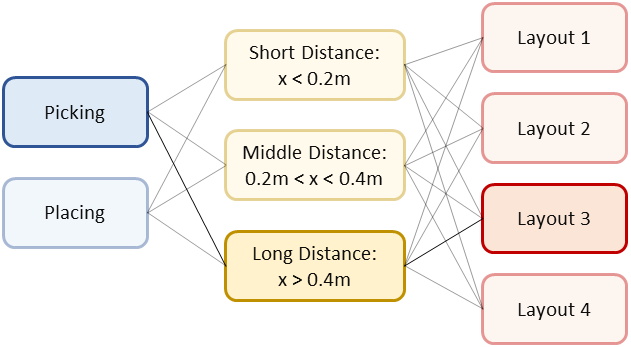 Picking
Placing
Short Distance:
x < 0.2m
Middle Distance:
0.2m < x < 0.4m
Long Distance:
x > 0.4m
Layout 1
Layout 2
Layout 3
Layout 4